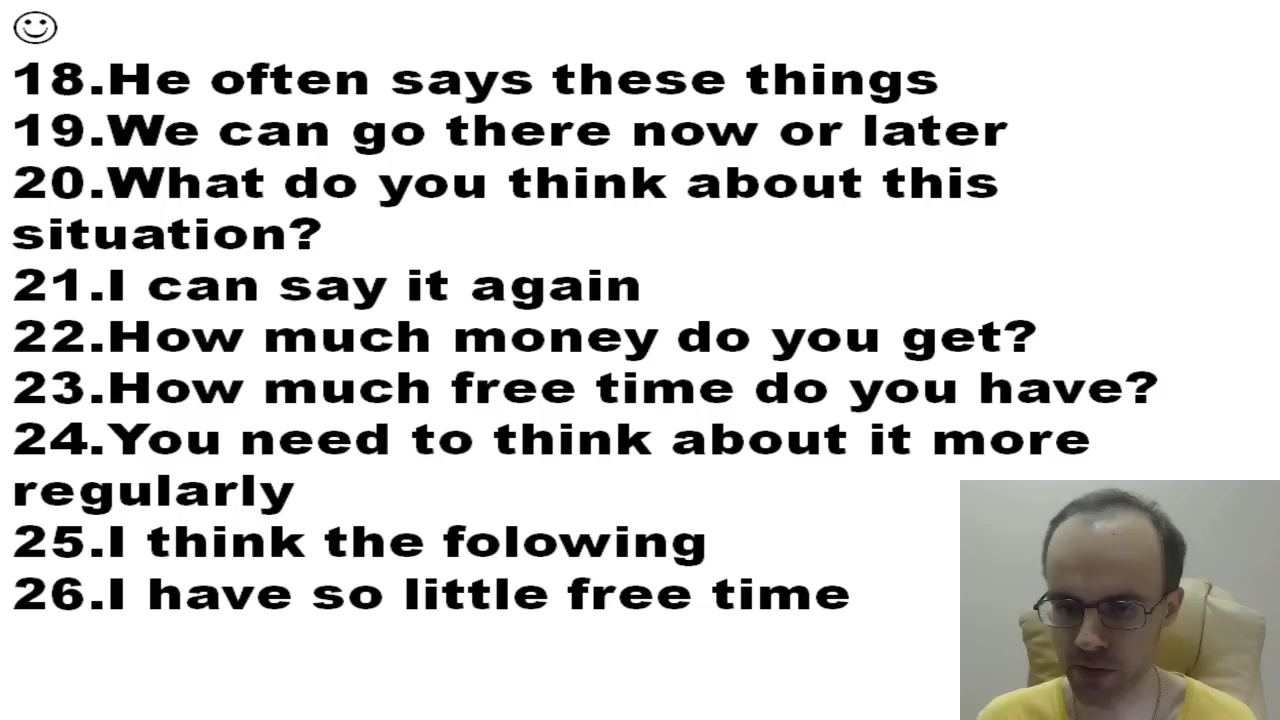 18.He often says these things
19.We can go there now or later
20.What do you think about this
situation?
21.I can say it again
22.How much money do you get?
23.How much free time do you have?
24.You need to think about it more
regularly
25.I think the folowing
26.I have so little free time